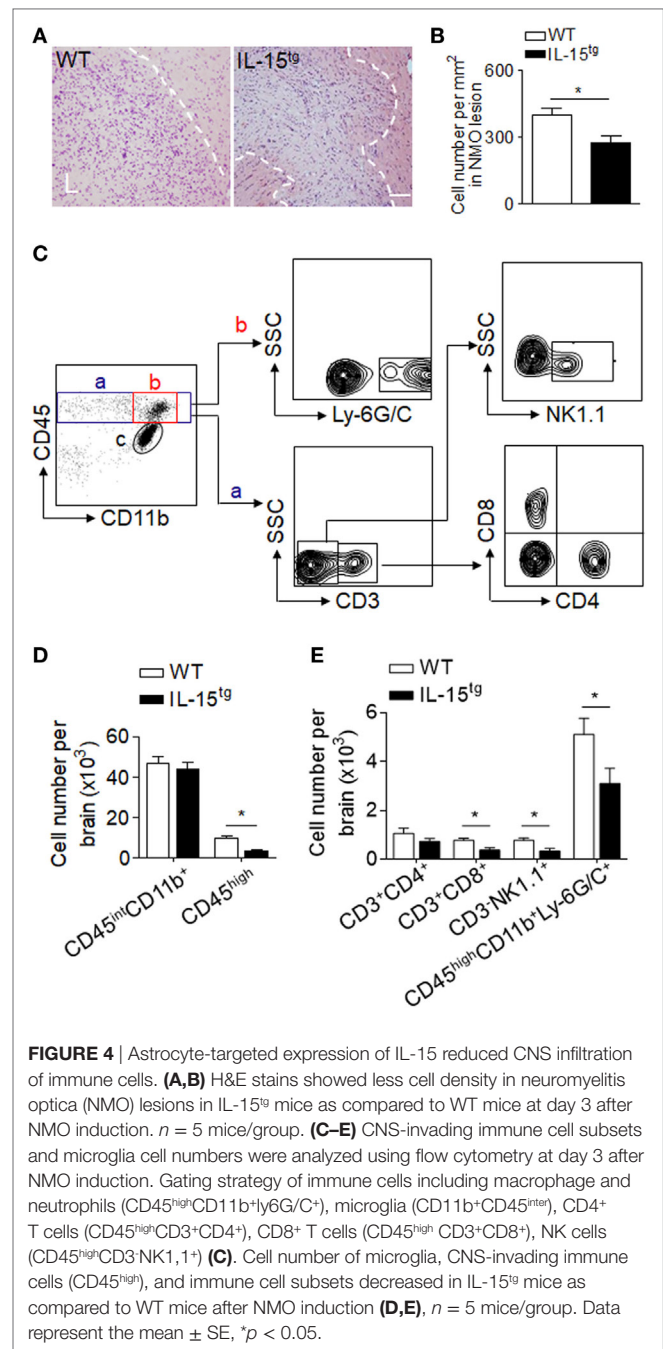 A
WT
IL-15tg
B
WT
IL-15tg
Cell number per mm2
in NMO lesion
600
300
0
*
C
CD45
CD11b
a
b
c
b
SSC
Ly-6G/C
SSC
NK1.1
a
SSC
CD3
CD8
CD4
D
WT
IL-15tg
Cell number per
brain (x103)
60
40
20
0
*
CD45intCD11b+
CD45high
E
WT
IL-15tg
Cell number per
brain (x103)
6
4
2
0
*
*
*
CD3+CD4+
CD3+CD8+
CD3-NK1.1+
CD45highCD11b+Ly-6G/C+
FIGURE 4 | Astrocyte-targeted expression of IL-15 reduced CNS infiltration
of immune cells. (A,B) H&E stains showed less cell density in neuromyelitis
optica (NMO) lesions in IL-15tg mice as compared to WT mice at day 3 after
NMO induction. n = 5 mice/group. (C–E) CNS-invading immune cell subsets
and microglia cell numbers were analyzed using flow cytometry at day 3 after
NMO induction. Gating strategy of immune cells including macrophage and
neutrophils (CD45highCD11b+ly6G/C+), microglia (CD11b+CD45inter), CD4+
T cells (CD45highCD3+CD4+), CD8+ T cells (CD45high CD3+CD8+), NK cells
(CD45highCD3-NK1,1+) (C). Cell number of microglia, CNS-invading immune
cells (CD45high), and immune cell subsets decreased in IL-15tg mice as
compared to WT mice after NMO induction (D,E), n = 5 mice/group. Data
represent the mean ± SE, *p < 0.05.